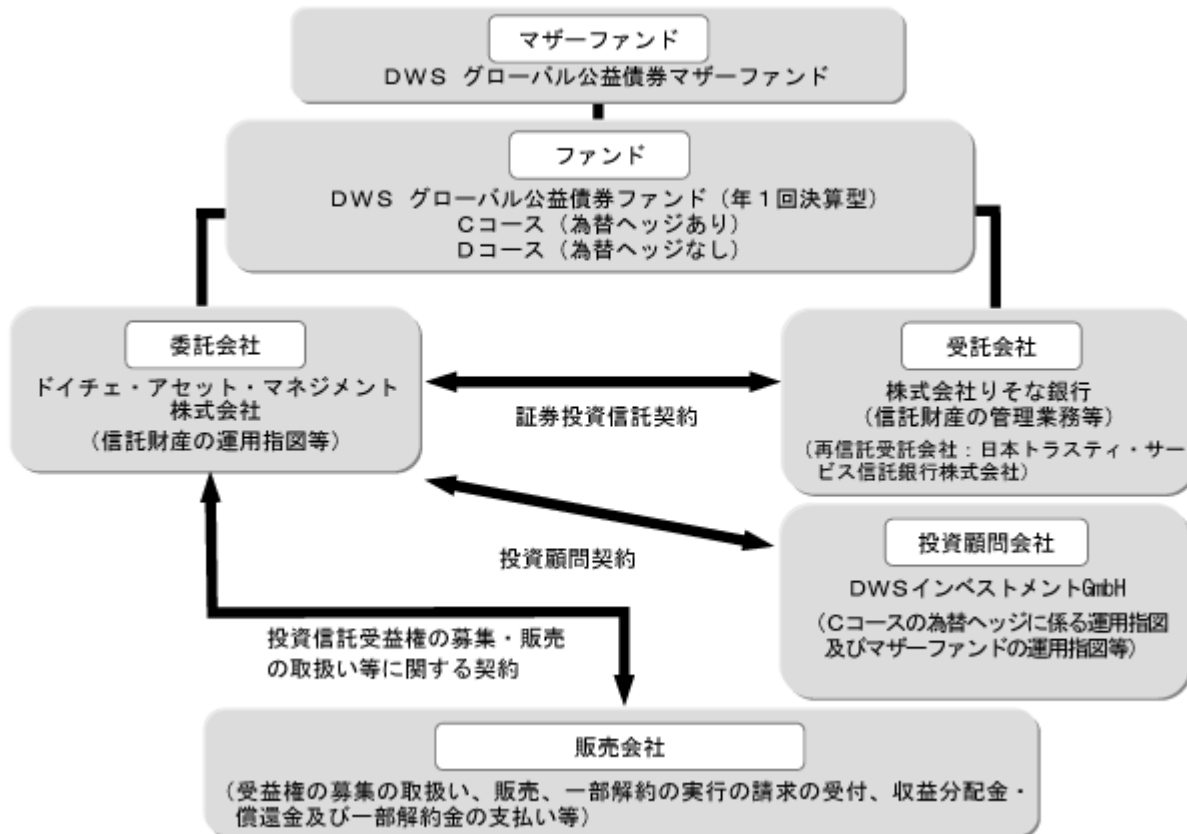 マザーファンド
DWS グローバル公益債券マザーファンド
ファンド
DWS グローバル公益債券ファンド（年１回決算型）
Cコース（為替ヘッジあり）
Dコース（為替ヘッジなし）
委託会社
ドイチェ・アセット・マネジメント
株式会社
（信託財産の運用指図等）
証券投資信託契約
受託会社
株式会社りそな銀行
（信託財産の管理業務等）
（再信託受託会社：日本トラスティ・サー
ビス信託銀行株式会社）
投資顧問契約
投資顧問会社
DWSインベストメントGmbH
（Cコースの為替ヘッジに係る運用指図
及びマザーファンドの運用指図等）
投資信託受益権の募集・販売
の取扱い等に関する契約
販売会社
（受益権の募集の取扱い、販売、一部解約の実行の請求の受付、収益分配金・
償還金及び一部解約金の支払い等）